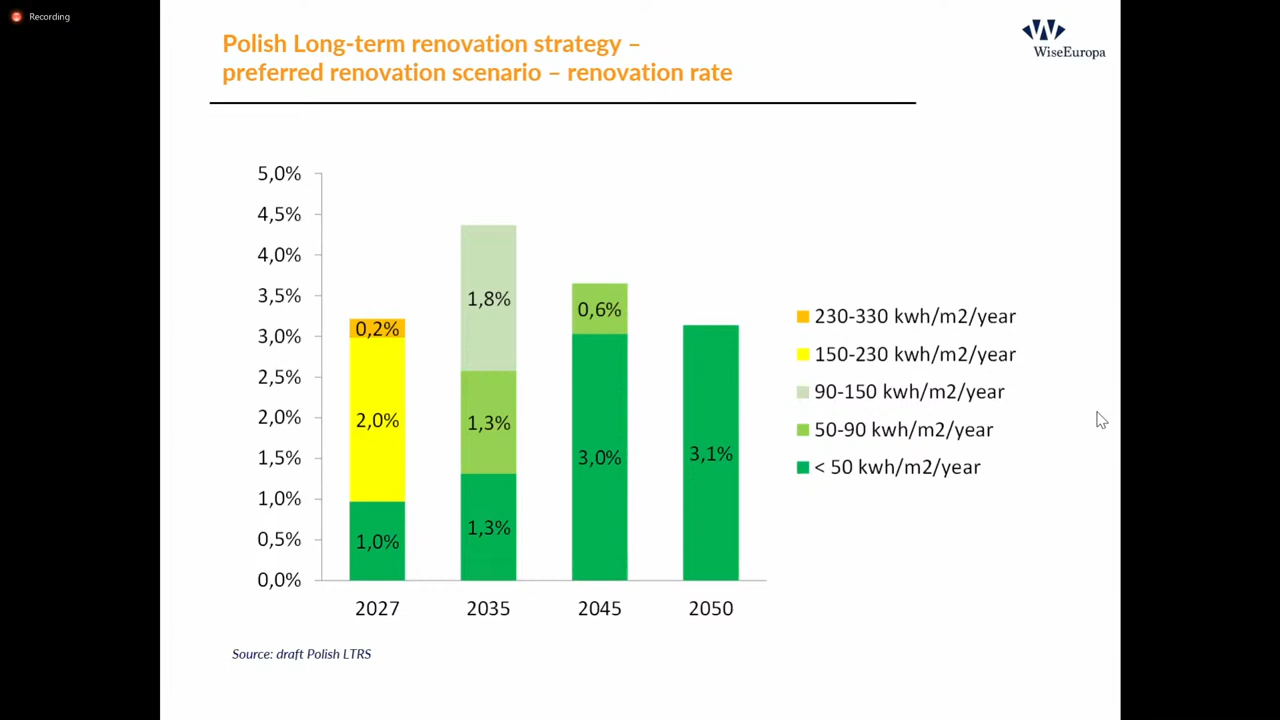 Recording
Polish Long-term renovation strategy –
preferred renovation scenario – renovation rate
WiseEuropa
5,0%
4,5%
4,0%
3,5%
3,0%
2,5%
2,0%
1,5%
1,0%
0,5%
0,0%
0,2%
2,0%
1,0%
1,8%
1,3%
1,3%
0,6%
3,0%
3,1%
2027 2035 2045 2050
230-330 kwh/m2/year
150-230 kwh/m2/year
90-150 kwh/m2/year
50-90 kwh/m2/year
< 50 kwh/m2/year
Source: draft Polish LTRS